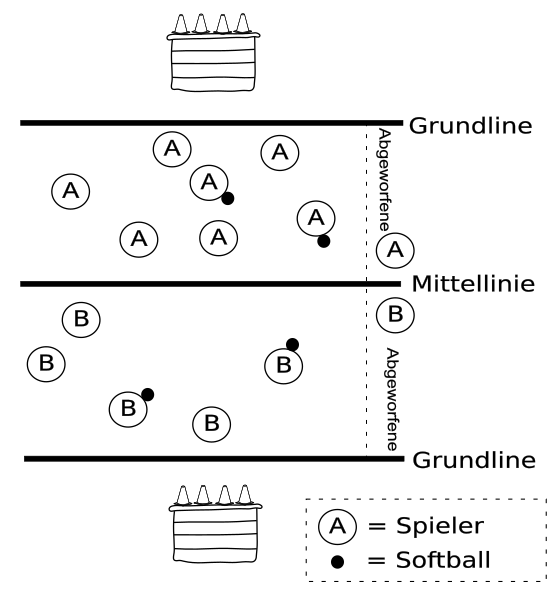 Grundline
Abgeworfene
A
A
A
A
A
A
A
A
Mittellinie
B
B
B
B
B
B
Abgeworfene
Grundline
A = Spieler
= Softball